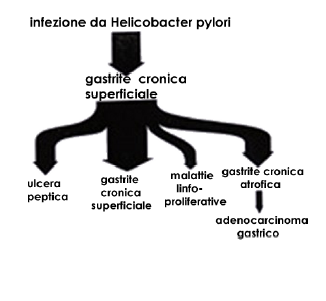 infezione da Helicobacter pylori
gastrite cronica
superficiale
ulcera
peptica
gastrite
cronica
superficiale
malattie
linfo-
proliferative
gastrite cronica
atrofica
adenocarcinoma
gastrico